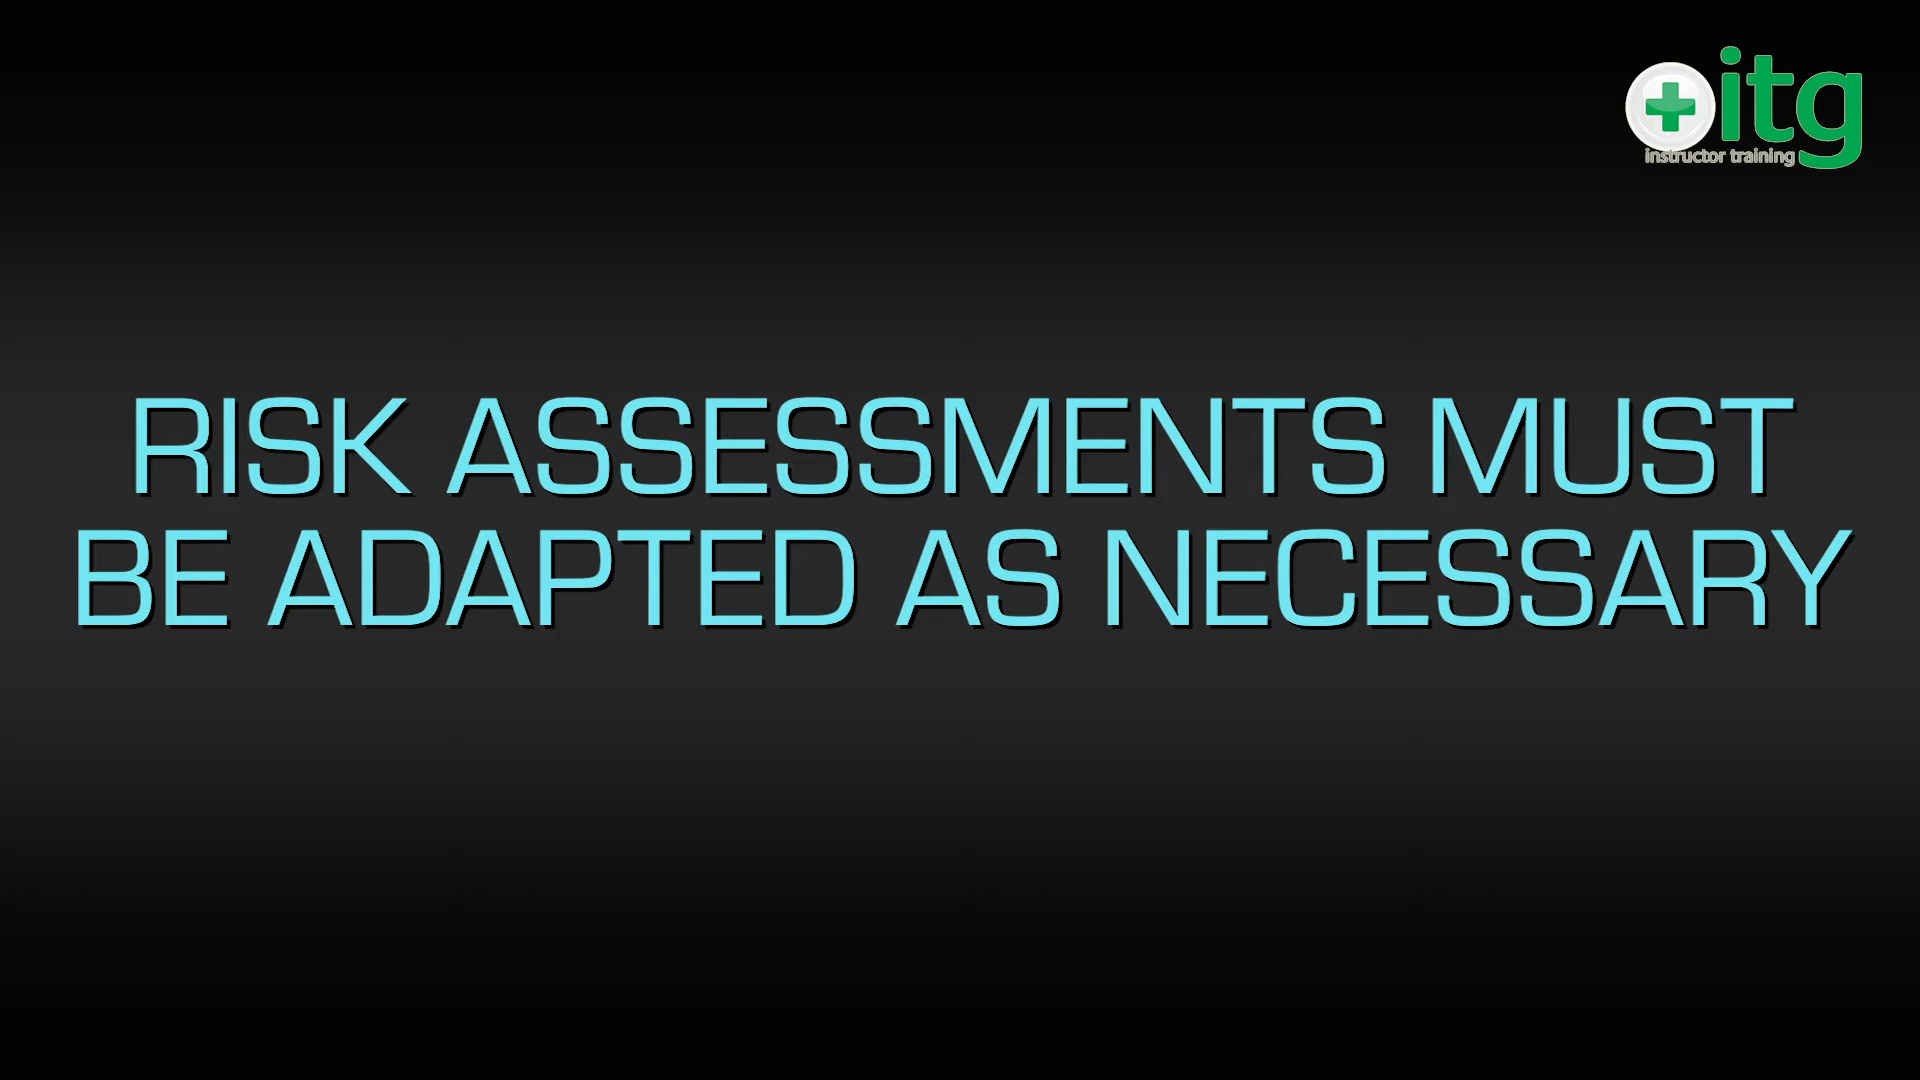 itg
instructor training
RISK ASSESSMENTS MUST
BE ADAPTED AS NECESSARY